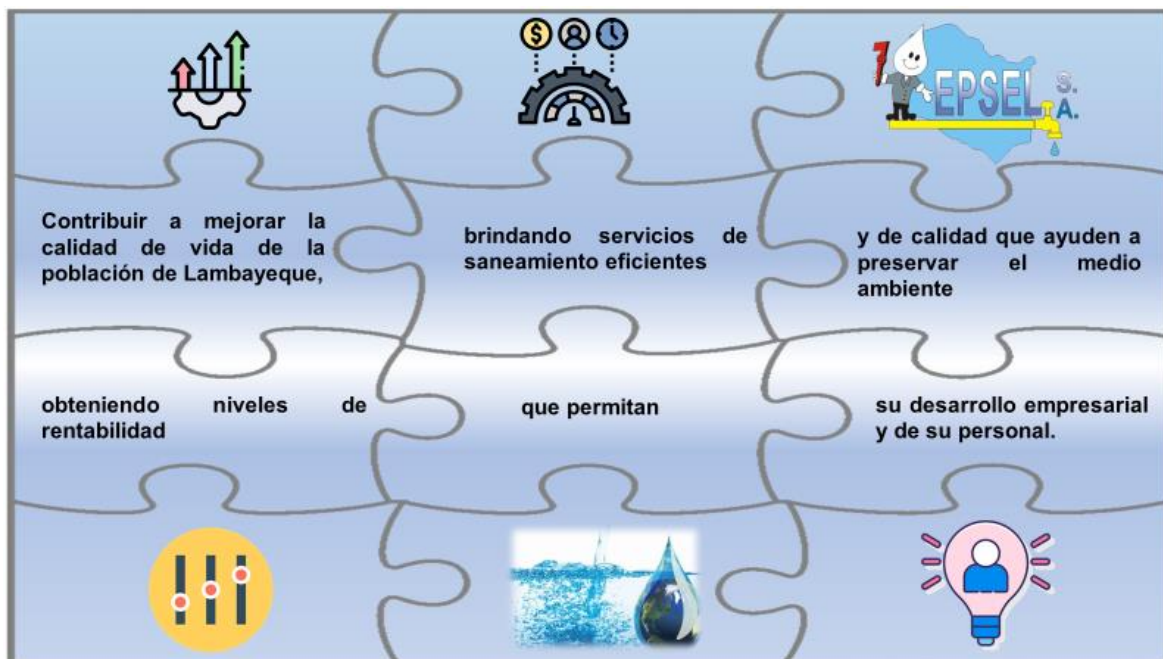 $
EPSEL S.
A.
Contribuir a mejorar la
calidad de vida de la
población de Lambayeque,
brindando servicios de
saneamiento eficientes
y de calidad que ayuden a
preservar el medio
ambiente
obteniendo niveles de
rentabilidad
que permitan
su desarrollo empresarial
y de su personal.